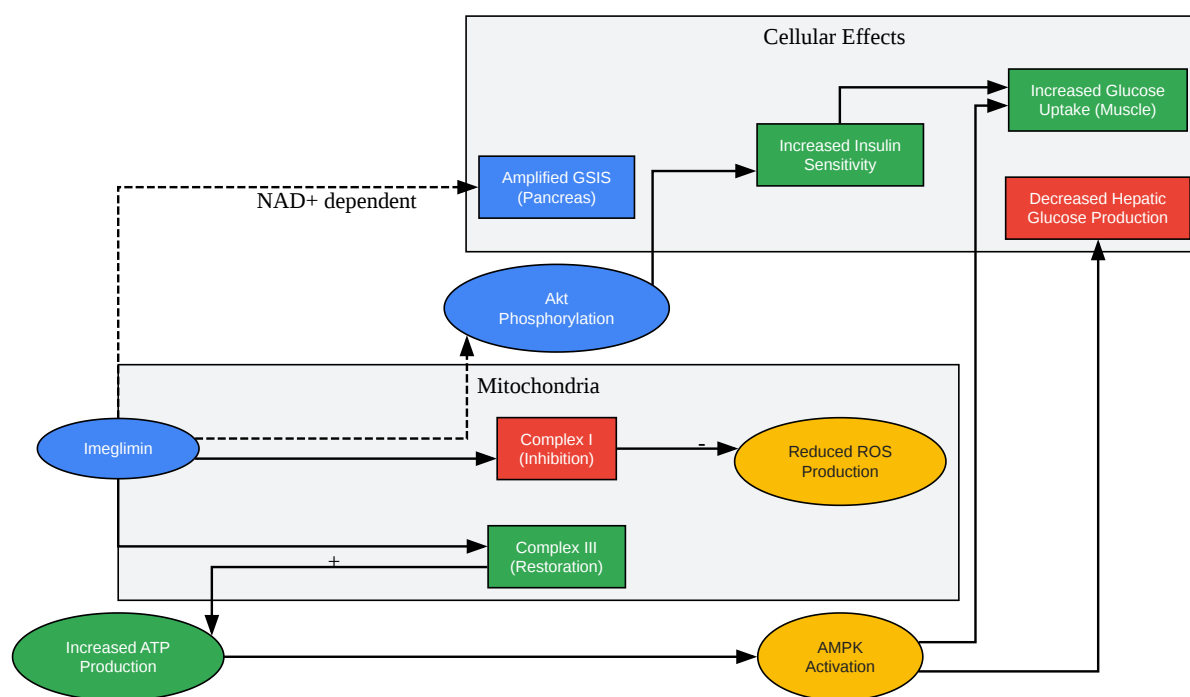 Cellular Effects
Increased Glucose
Uptake (Muscle)
Increased Insulin
Sensitivity
Amplified GSIS
(Pancreas)
Decreased Hepatic
Glucose Production
NAD+ dependent
Akt
Phosphorylation
Mitochondria
Imeglimin
Complex I
(Inhibition)
-
Reduced ROS
Production
Complex III
(Restoration)
+
Increased ATP
Production
AMPK
Activation